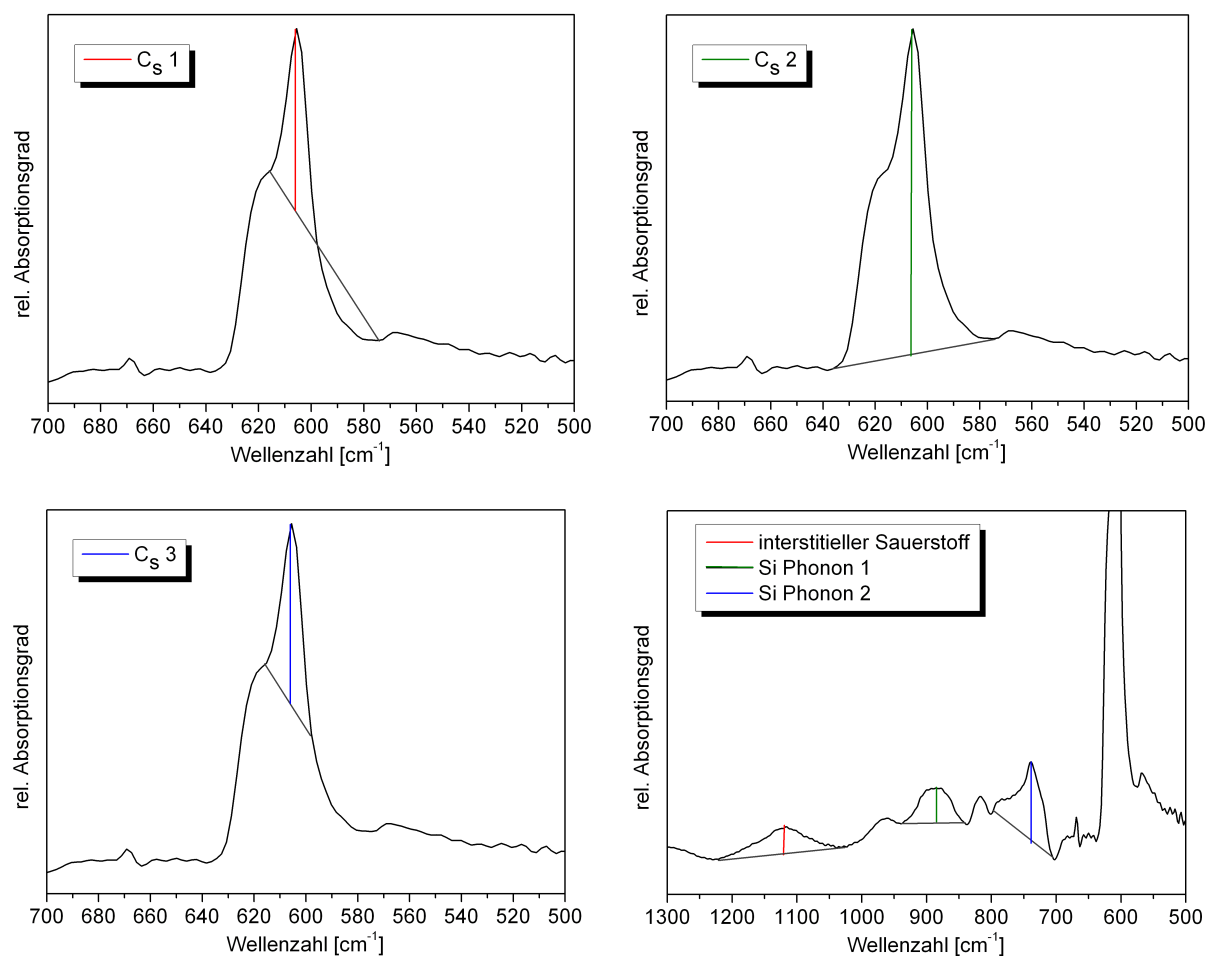 C_s 1
rel. Absorptionsgrad
700 680 660 640 620 600 580 560 540 520 500
Wellenzahl [cm⁻¹]
C_s 2
rel. Absorptionsgrad
700 680 660 640 620 600 580 560 540 520 500
Wellenzahl [cm⁻¹]
C_s 3
rel. Absorptionsgrad
700 680 660 640 620 600 580 560 540 520 500
Wellenzahl [cm⁻¹]
interstitieller Sauerstoff
Si Phonon 1
Si Phonon 2
rel. Absorptionsgrad
1300 1200 1100 1000 900 800 700 600 500
Wellenzahl [cm⁻¹]